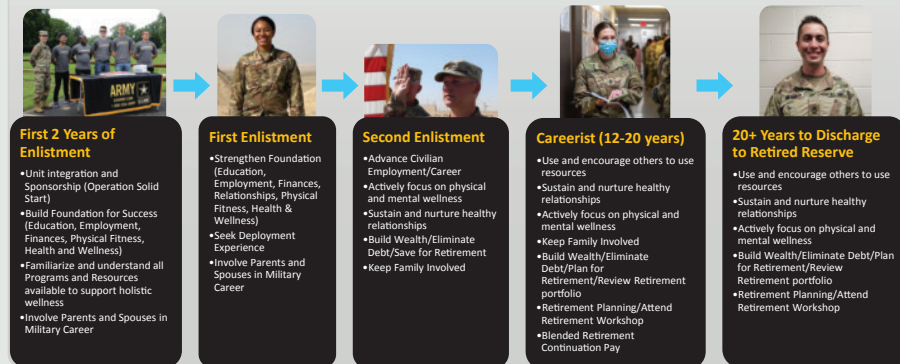 ARMY
First 2 Years of
Enlistment
•Unit integration and
Sponsorship (Operation Solid
Start)
•Build Foundation for Success
(Education, Employment,
Finances, Physical Fitness,
Health and Wellness)
•Familiarize and understand all
Programs and Resources
available to support holistic
wellness
•Involve Parents and Spouses in
Military Career
First Enlistment
•Strengthen Foundation
(Education,
Employment, Finances,
Relationships, Physical
Fitness, Health &
Wellness)
•Seek Deployment
Experience
•Involve Parents and
Spouses in Military
Career
Second Enlistment
•Advance Civilian
Employment/Career
•Actively focus on physical
and mental wellness
•Sustain and nurture healthy
relationships
•Build Wealth/Eliminate
Debt/Save for Retirement
•Keep Family Involved
Careerist (12-20 years)
•Use and encourage others to use
resources
•Sustain and nurture healthy
relationships
•Actively focus on physical and
mental wellness
•Keep Family Involved
•Build Wealth/Eliminate
Debt/Plan for
Retirement/Review Retirement
portfolio
•Retirement Planning/Attend
Retirement Workshop
•Blended Retirement
Continuation Pay
20+ Years to Discharge
to Retired Reserve
•Use and encourage others to use
resources
•Sustain and nurture healthy
relationships
•Actively focus on physical and
mental wellness
•Build Wealth/Eliminate Debt/Plan
for Retirement/Review
Retirement portfolio
•Retirement Planning/Attend
Retirement Workshop